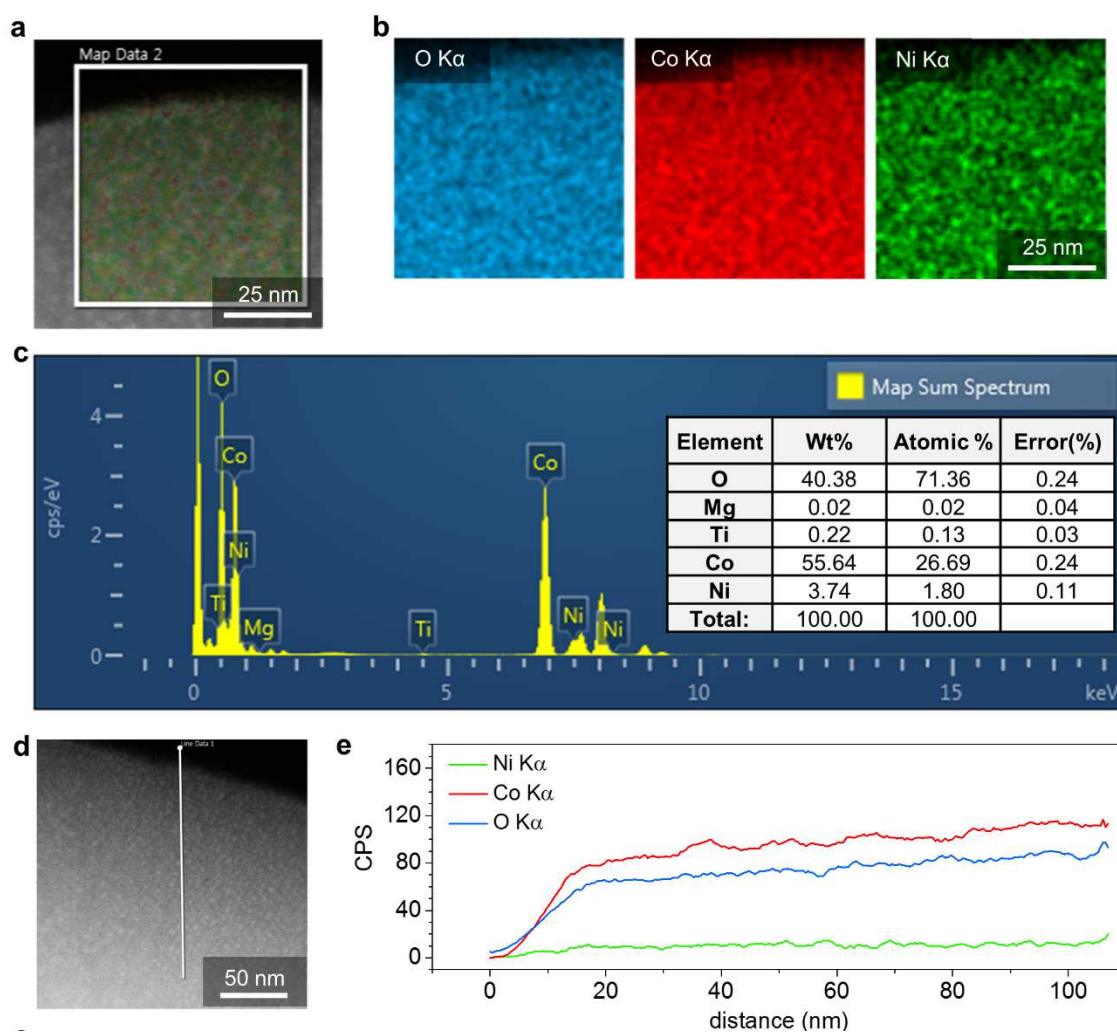 a
Map Data 2
25 nm
b
O Kα
Co Kα
Ni Kα
25 nm
c
cps/eV
4
2
0
O
Co
Ni
Ti
Mg
Ti
Co
Ni
Ni
0
5
10
15
keV
Map Sum Spectrum
Element Wt% Atomic % Error(%)
O 40.38 71.36 0.24
Mg 0.02 0.02 0.04
Ti 0.22 0.13 0.03
Co 55.64 26.69 0.24
Ni 3.74 1.80 0.11
Total: 100.00 100.00
d
Line Data 1
50 nm
e
Ni Kα
Co Kα
O Kα
CPS
160
120
80
40
0
0 20 40 60 80 100
distance (nm)